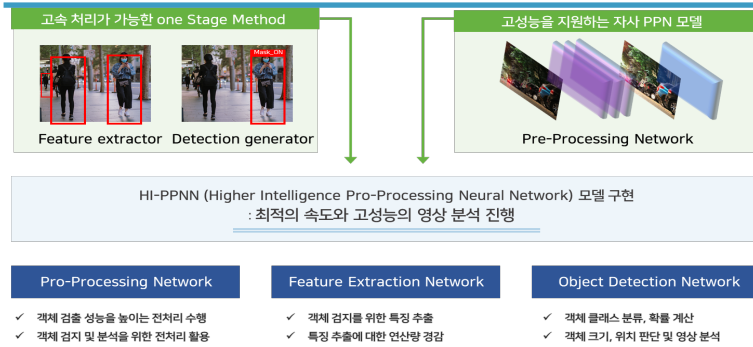 고속 처리가 가능한 one Stage Method
고성능을 지원하는 자사 PPN 모델
Mask_ON
Feature extractor
Detection generator
Pre-Processing Network
HI-PPNN (Higher Intelligence Pro-Processing Neural Network) 모델 구현
: 최적의 속도와 고성능의 영상 분석 진행
Pro-Processing Network
✓ 객체 검출 성능을 높이는 전처리 수행
✓ 객체 검지 및 분석을 위한 전처리 활용
Feature Extraction Network
✓ 객체 검지를 위한 특징 추출
✓ 특징 추출에 대한 연산량 경감
Object Detection Network
✓ 객체 클래스 분류, 확률 계산
✓ 객체 크기, 위치 판단 및 영상 분석